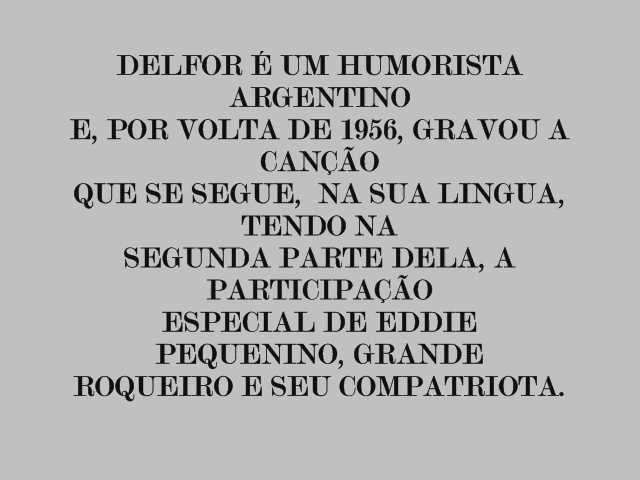 DELFOR É UM HUMORISTA
ARGENTINO
E, POR VOLTA DE 1956, GRAVOU A
CANÇÃO
QUE SE SEGUE,  NA SUA LINGUA,
TENDO NA
SEGUNDA PARTE DELA, A
PARTICIPAÇÃO
ESPECIAL DE EDDIE
PEQUENINO, GRANDE
ROQUEIRO E SEU COMPATRIOTA.